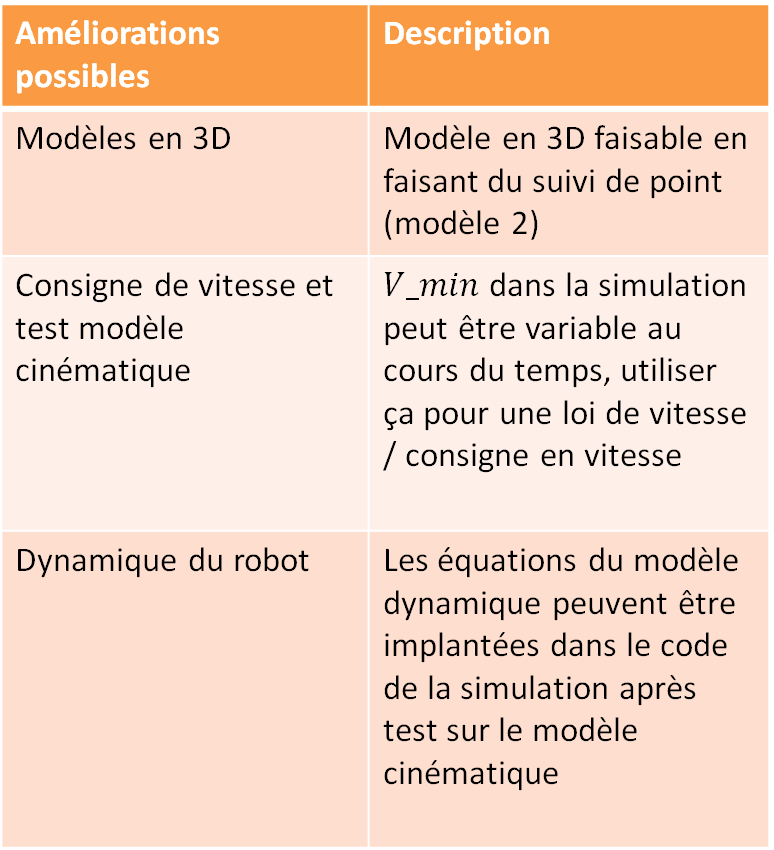 Améliorations
possibles
Description
Modèles en 3D
Modèle en 3D faisable en
faisant du suivi de point
(modèle 2)
Consigne de vitesse et
test modèle
cinématique
V_min dans la simulation
peut être variable au
cours du temps, utiliser
ça pour une loi de vitesse
/ consigne en vitesse
Dynamique du robot
Les équations du modèle
dynamique peuvent être
implantées dans le code
de la simulation après
test sur le modèle
cinématique